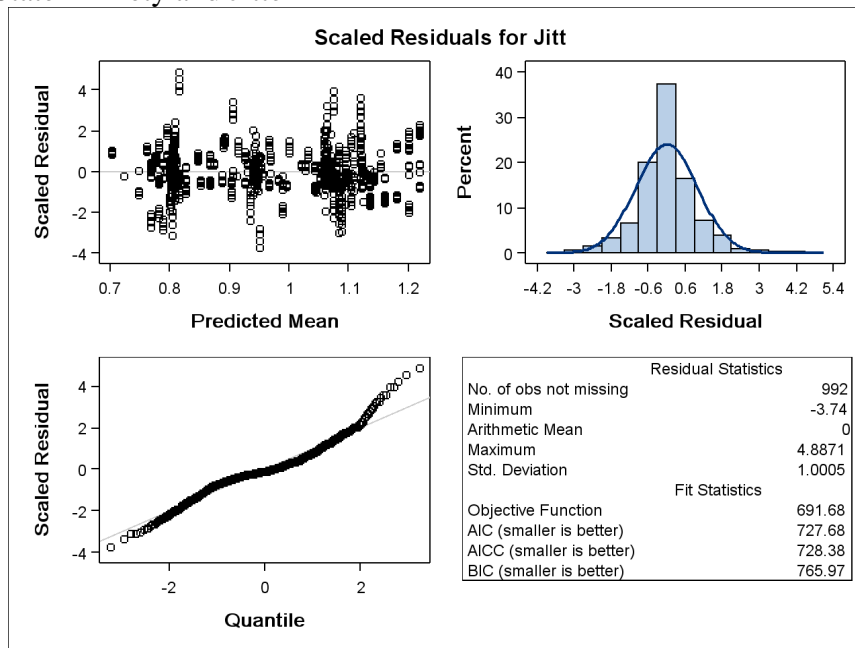 Scaled Residuals for Jitt
Scaled Residual
4
2
0
-2
-4
0.7 0.8 0.9 1 1.1 1.2
Predicted Mean
Percent
40
30
20
10
0
-4.2 -3 -1.8 -0.6 0.6 1.8 3 4.2 5.4
Scaled Residual
Scaled Residual
4
2
0
-2
-4
-2 0 2
Quantile
Residual Statistics
No. of obs not missing 992
Minimum -3.74
Arithmetic Mean 0
Maximum 4.8871
Std. Deviation 1.0005
Fit Statistics
Objective Function 691.68
AIC (smaller is better) 727.68
AICC (smaller is better) 728.38
BIC (smaller is better) 765.97